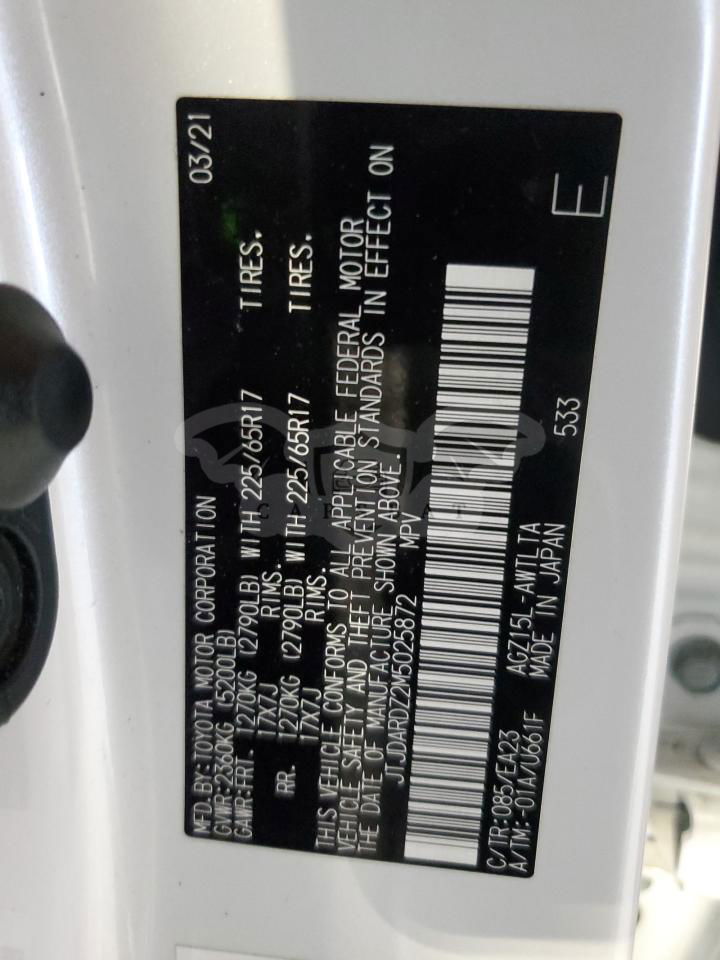 MFD.BY:TOYOTA MOTOR CORPORATION 03/21
GVWR:2360KG (5200LB)
GAWR:FRT. 1270KG (2790LB) WITH 225/65R17 TIRES.
17X7J RIMS.
RR. 1270KG (2790LB) WITH 225/65R17 TIRES.
17X7J RIMS.
THIS VEHICLE CONFORMS TO ALL APPLICABLE FEDERAL MOTOR
VEHICLE SAFETY AND THEFT PREVENTION STANDARDS IN EFFECT ON
THE DATE OF MANUFACTURE SHOWN ABOVE.
JTJDARDZ2M5025872 MPV
C/TR:085/EA23 AGZ15L-AWTLTA 533
A/TM:-01A/U661F MADE IN JAPAN
E